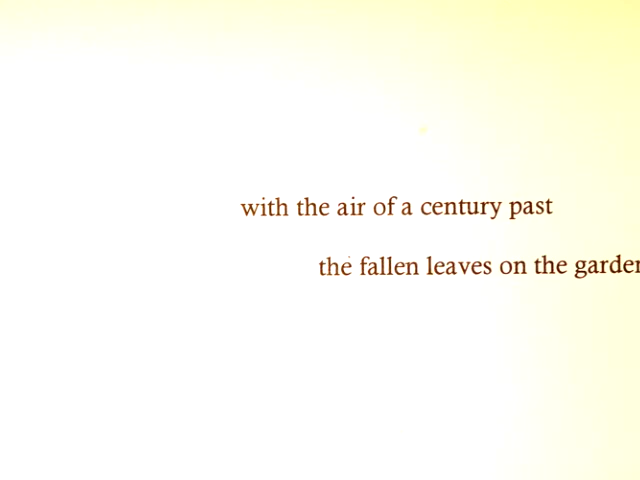 with the air of a century past
the fallen leaves on the garden